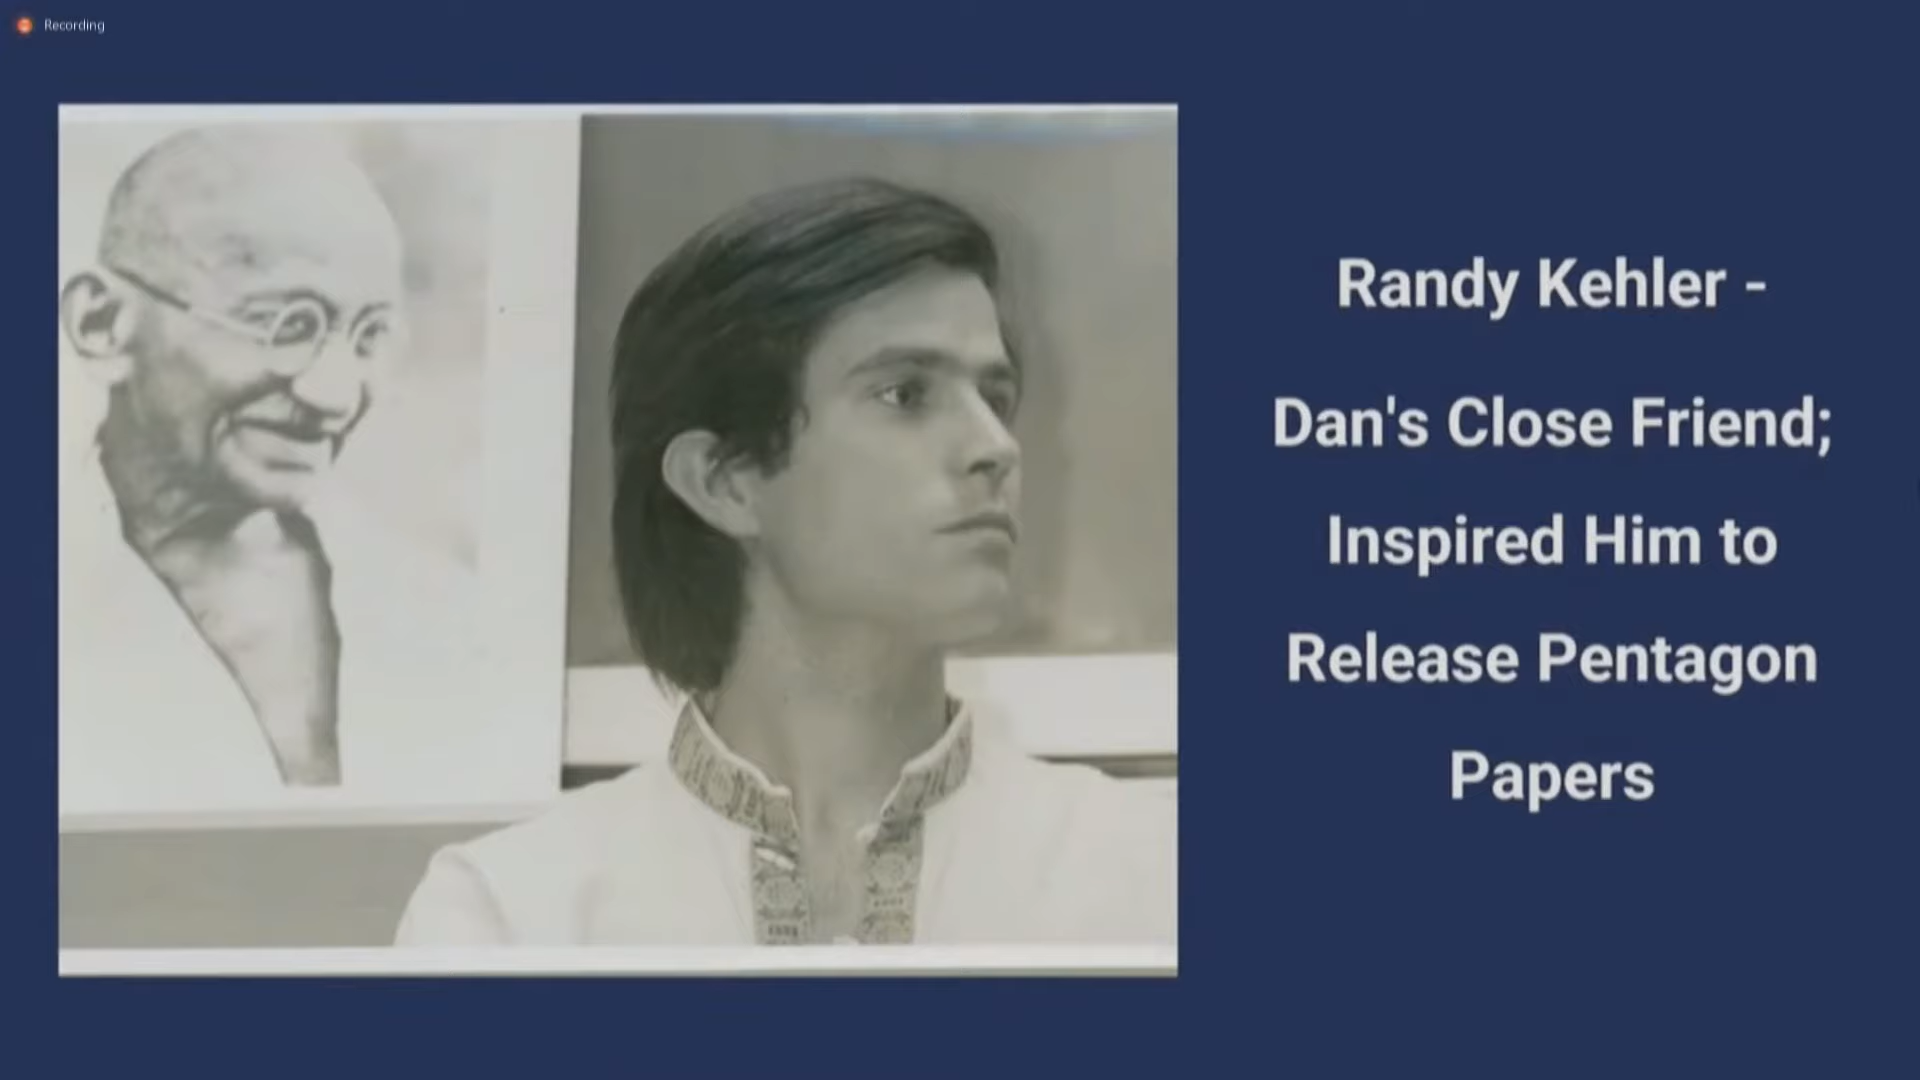 Recording
Randy Kehler -
Dan's Close Friend;
Inspired Him to
Release Pentagon
Papers